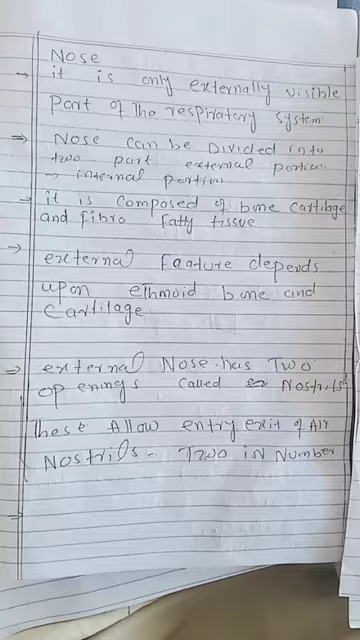 Nose
→ it is only externally visible
Part of The respiratory system
⇒ Nose can be Divided into
two part external portion
→ internal portion
→ it is composed of bone cartilage
and fibro fatty tissue
→ external faature depends
upon ethmoid bone and
Cartilage.
⇒ external Nose has Two
openings called Nostrils
These Allow entry exit of Air
Nostrils = Two in Number
→